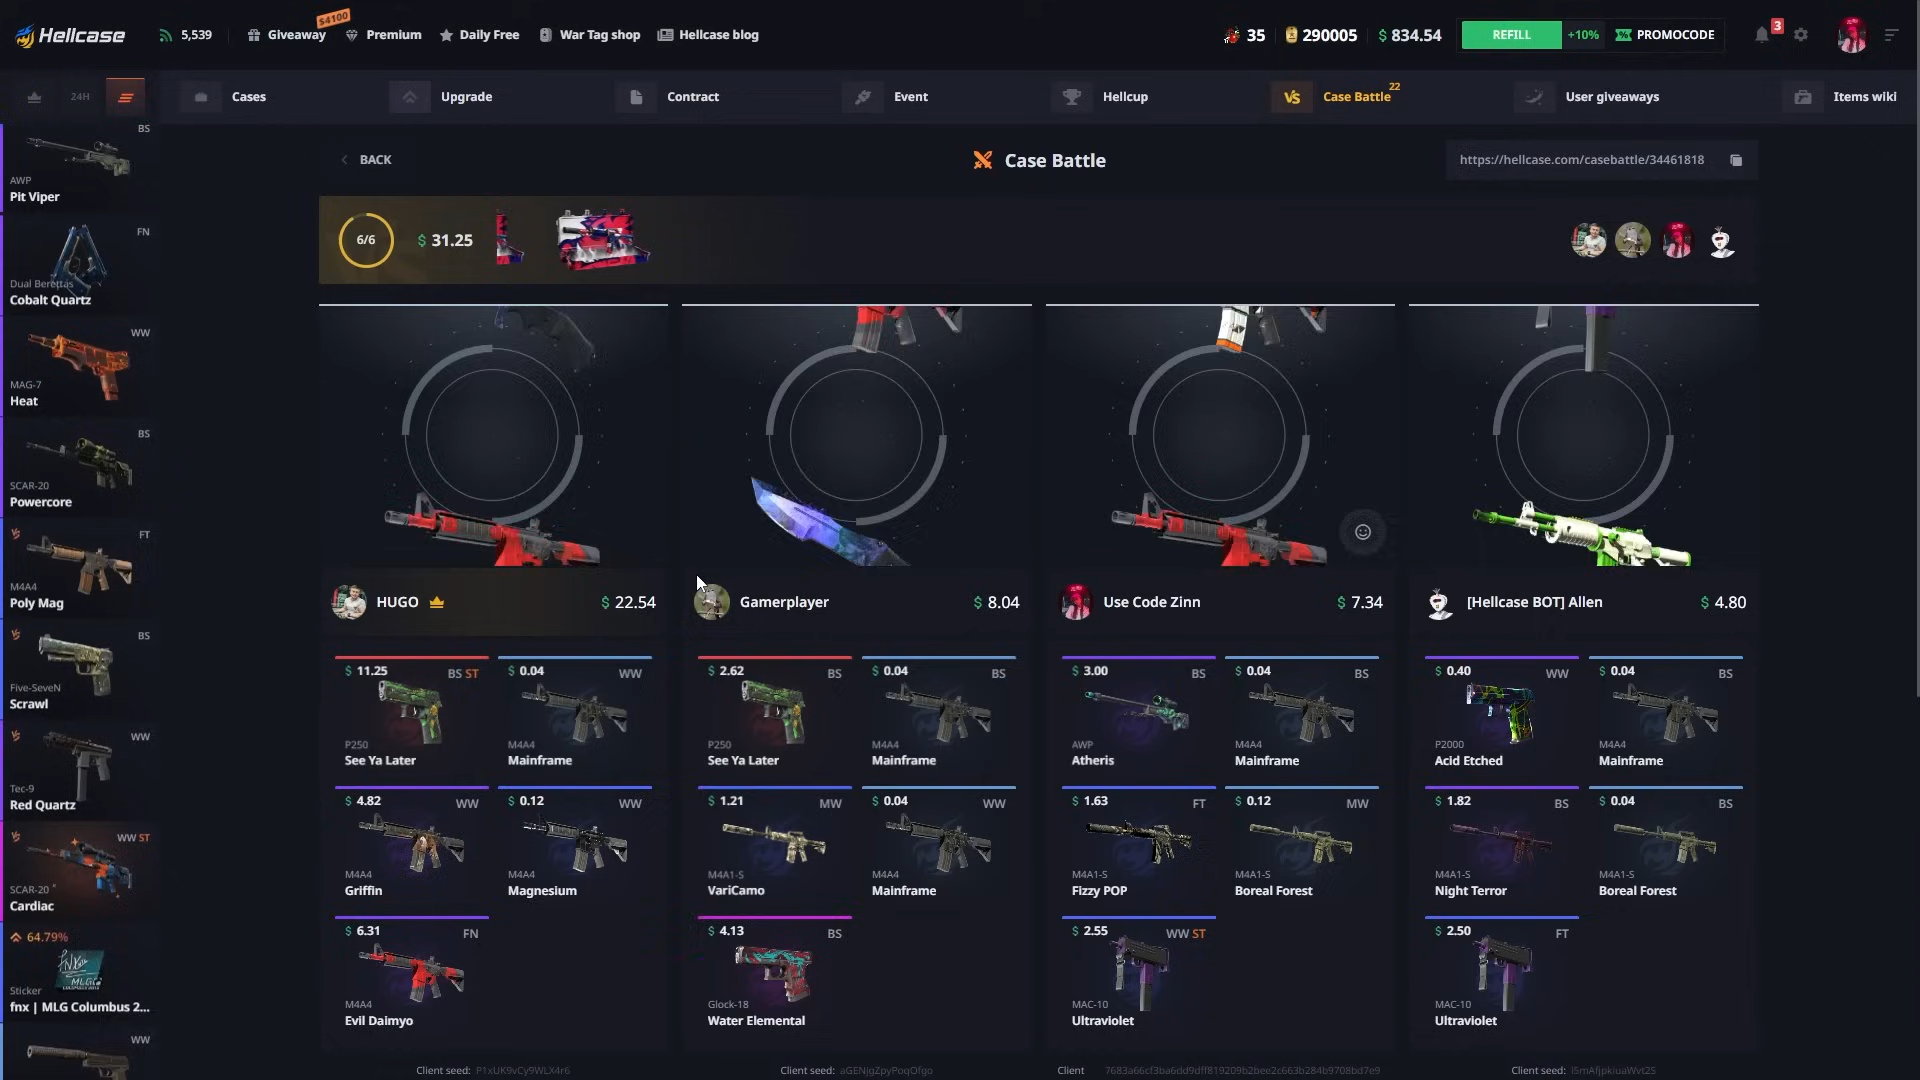 Hellcase
5,539
Giveaway
$4100
Premium
Daily Free
War Tag shop
Hellcase blog
35
290005
$ 834.54
REFILL
+10%
PROMOCODE
3
24H
Cases
Upgrade
Contract
Event
Hellcup
VS
Case Battle
22
User giveaways
Items wiki
BACK
Case Battle
https://hellcase.com/casebattle/34461818
6/6
$ 31.25
BS
AWP
Pit Viper
FN
Dual Berettas
Cobalt Quartz
WW
MAG-7
Heat
BS
SCAR-20
Powercore
FT
M4A4
Poly Mag
BS
Five-SeveN
Scrawl
WW
Tec-9
Red Quartz
WW ST
SCAR-20
Cardiac
64.79%
Sticker
fnx | MLG Columbus 2...
WW
HUGO
$ 22.54
Gamerplayer
$ 8.04
Use Code Zinn
$ 7.34
[Hellcase BOT] Allen
$ 4.80
$ 11.25
BS ST
P250
See Ya Later
$ 0.04
WW
M4A4
Mainframe
$ 2.62
BS
P250
See Ya Later
$ 0.04
BS
M4A4
Mainframe
$ 3.00
BS
AWP
Atheris
$ 0.04
BS
M4A4
Mainframe
$ 0.40
WW
P2000
Acid Etched
$ 0.04
BS
M4A4
Mainframe
$ 4.82
WW
M4A4
Griffin
$ 0.12
WW
M4A4
Magnesium
$ 1.21
MW
M4A1-S
VariCamo
$ 0.04
WW
M4A4
Mainframe
$ 1.63
FT
M4A1-S
Fizzy POP
$ 0.12
MW
M4A1-S
Boreal Forest
$ 1.82
BS
M4A1-S
Night Terror
$ 0.04
BS
M4A1-S
Boreal Forest
$ 6.31
FN
M4A4
Evil Daimyo
$ 4.13
BS
Glock-18
Water Elemental
$ 2.55
WW ST
MAC-10
Ultraviolet
$ 2.50
FT
MAC-10
Ultraviolet
Client seed: P1xUK9vCy9WLX4r6
Client seed:
Client
Client seed: